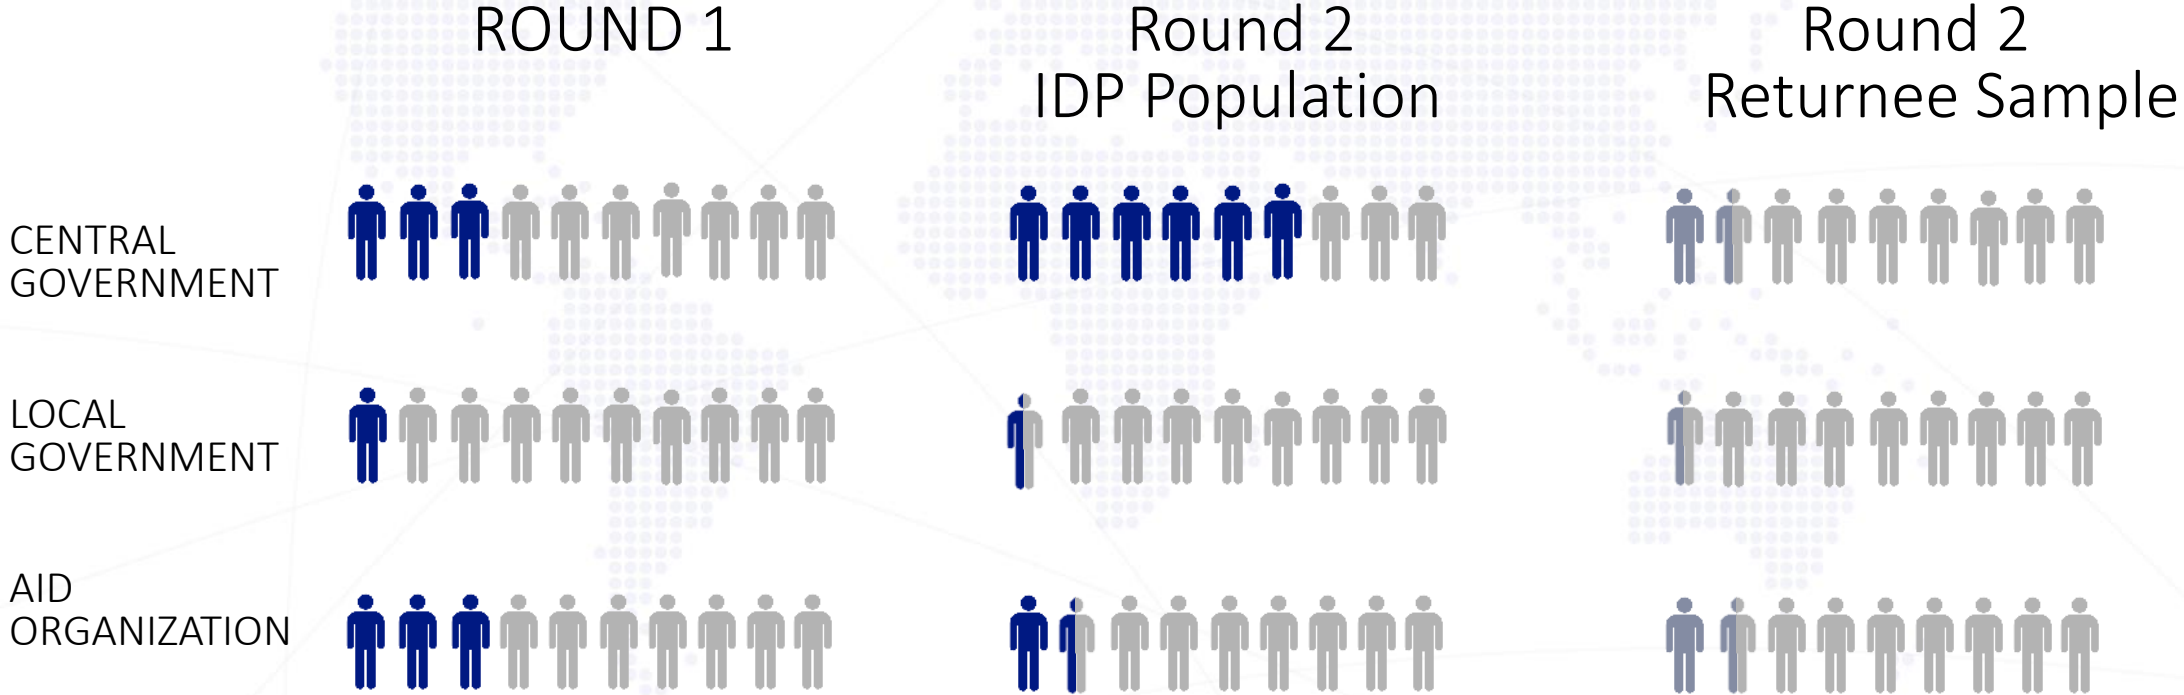 ROUND 1
Round 2
IDP Population
Round 2
Returnee Sample
CENTRAL
GOVERNMENT
LOCAL
GOVERNMENT
AID
ORGANIZATION